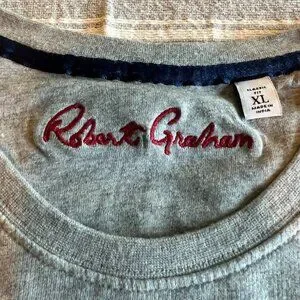 Robert Graham
CLASSIC
FIT
XL
MADE IN
INDIA